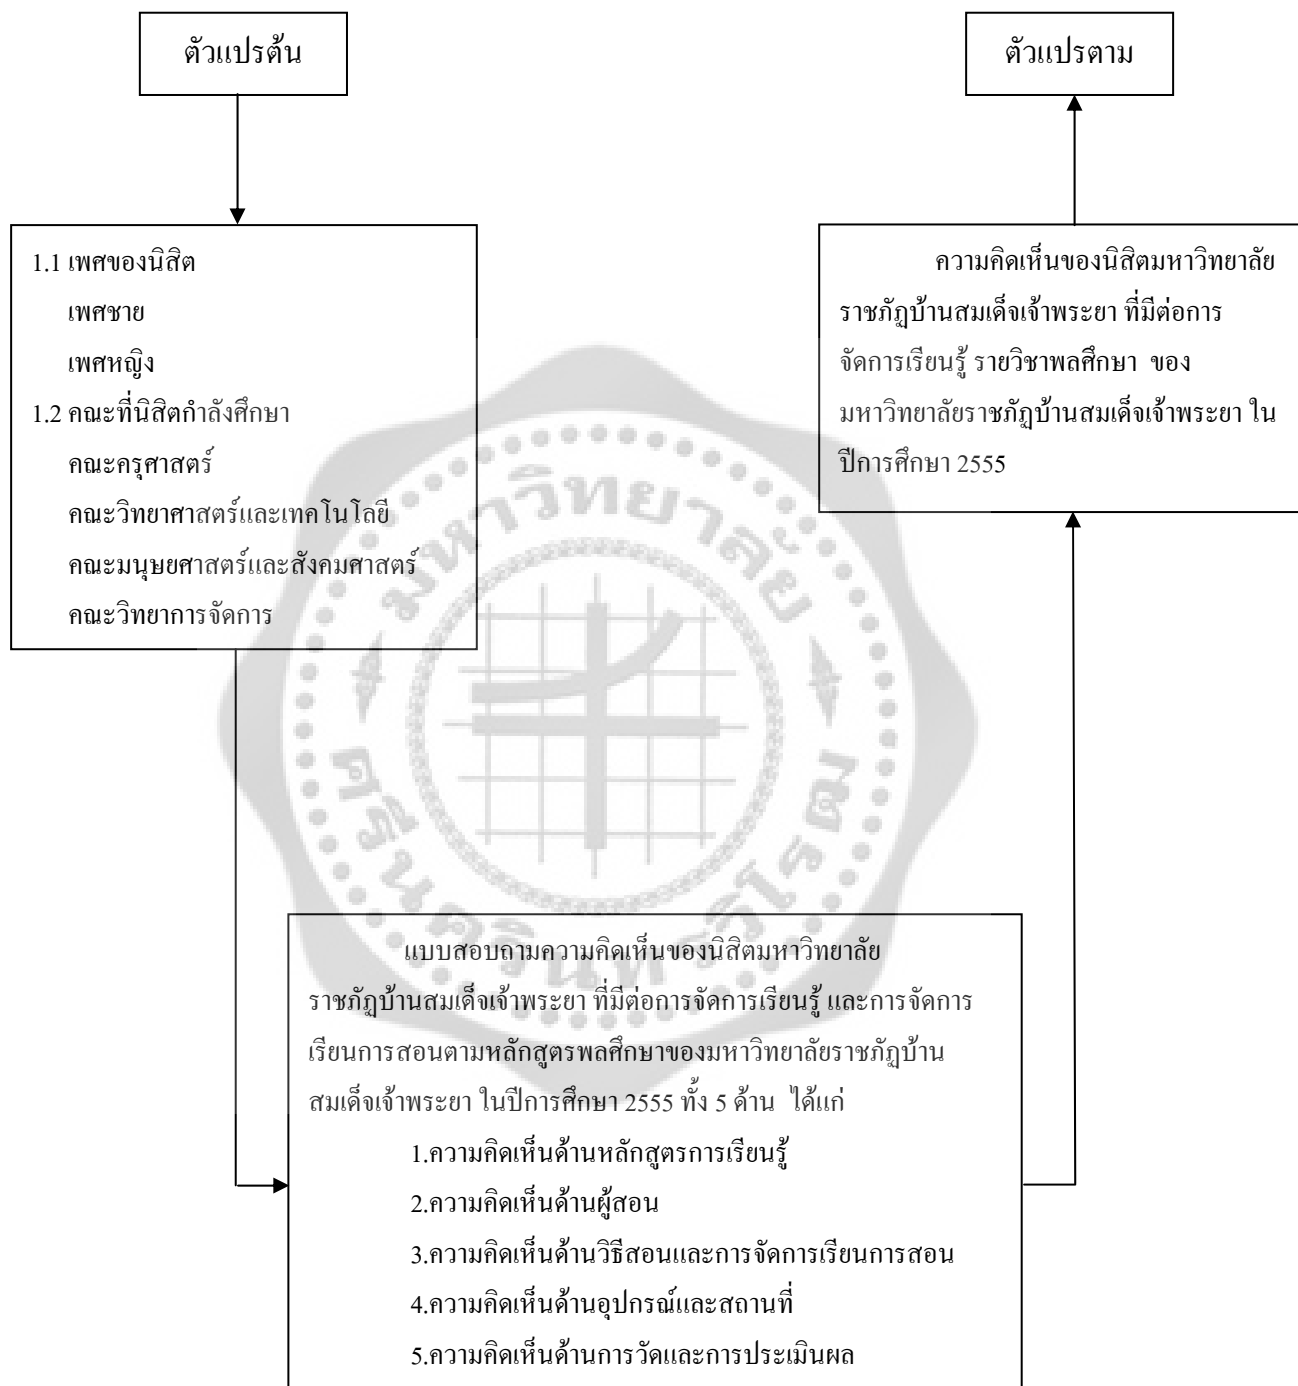 ตัวแปรต้น
ตัวแปรตาม
1.1 เพศของนิสิต
เพศชาย
เพศหญิง
1.2 คณะที่นิสิตกำลังศึกษา
คณะครุศาสตร์
คณะวิทยาศาสตร์และเทคโนโลยี
คณะมนุษยศาสตร์และสังคมศาสตร์
คณะวิทยาการจัดการ
ความคิดเห็นของนิสิตมหาวิทยาลัย
ราชภัฏบ้านสมเด็จเจ้าพระยา ที่มีต่อการ
จัดการเรียนรู้ รายวิชาพลศึกษา ของ
มหาวิทยาลัยราชภัฏบ้านสมเด็จเจ้าพระยา ใน
ปีการศึกษา 2555
มหาวิทยาลัย
ศรีนครินทรวิโรฒ
แบบสอบถามความคิดเห็นของนิสิตมหาวิทยาลัย
ราชภัฏบ้านสมเด็จเจ้าพระยา ที่มีต่อการจัดการเรียนรู้ และการจัดการ
เรียนการสอนตามหลักสูตรพลศึกษาของมหาวิทยาลัยราชภัฏบ้าน
สมเด็จเจ้าพระยา ในปีการศึกษา 2555 ทั้ง 5 ด้าน ได้แก่
1.ความคิดเห็นด้านหลักสูตรการเรียนรู้
2.ความคิดเห็นด้านผู้สอน
3.ความคิดเห็นด้านวิธีสอนและการจัดการเรียนการสอน
4.ความคิดเห็นด้านอุปกรณ์และสถานที่
5.ความคิดเห็นด้านการวัดและการประเมินผล